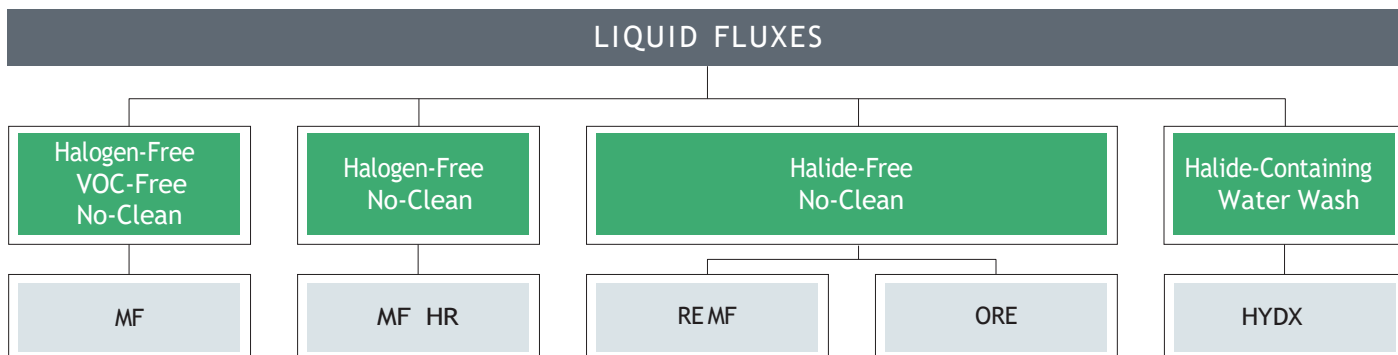 LIQUID FLUXES
Halogen-Free
VOC-Free
No-Clean
Halogen-Free
No-Clean
Halide-Free
No-Clean
Halide-Containing
Water Wash
MF
MF HR
RE MF
ORE
HYDX